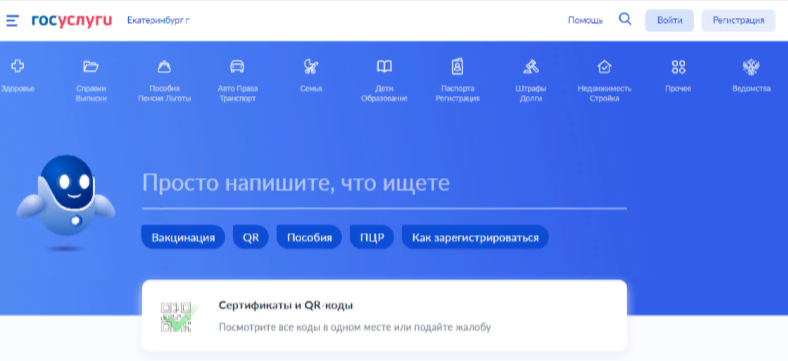 госуслуги
Екатеринбург г
Помощь
Войти
Регистрация
Здоровье
Справки
Выписки
Пособия
Пенсия Льготы
Авто Права
Транспорт
Семья
Дети
Образование
Паспорта
Регистрация
Штрафы
Долги
Недвижимость
Стройка
Прочее
Ведомства
Просто напишите, что ищете
Вакцинация
QR
Пособия
ПЦР
Как зарегистрироваться
Сертификаты и QR-коды
Посмотрите все коды в одном месте или подайте жалобу